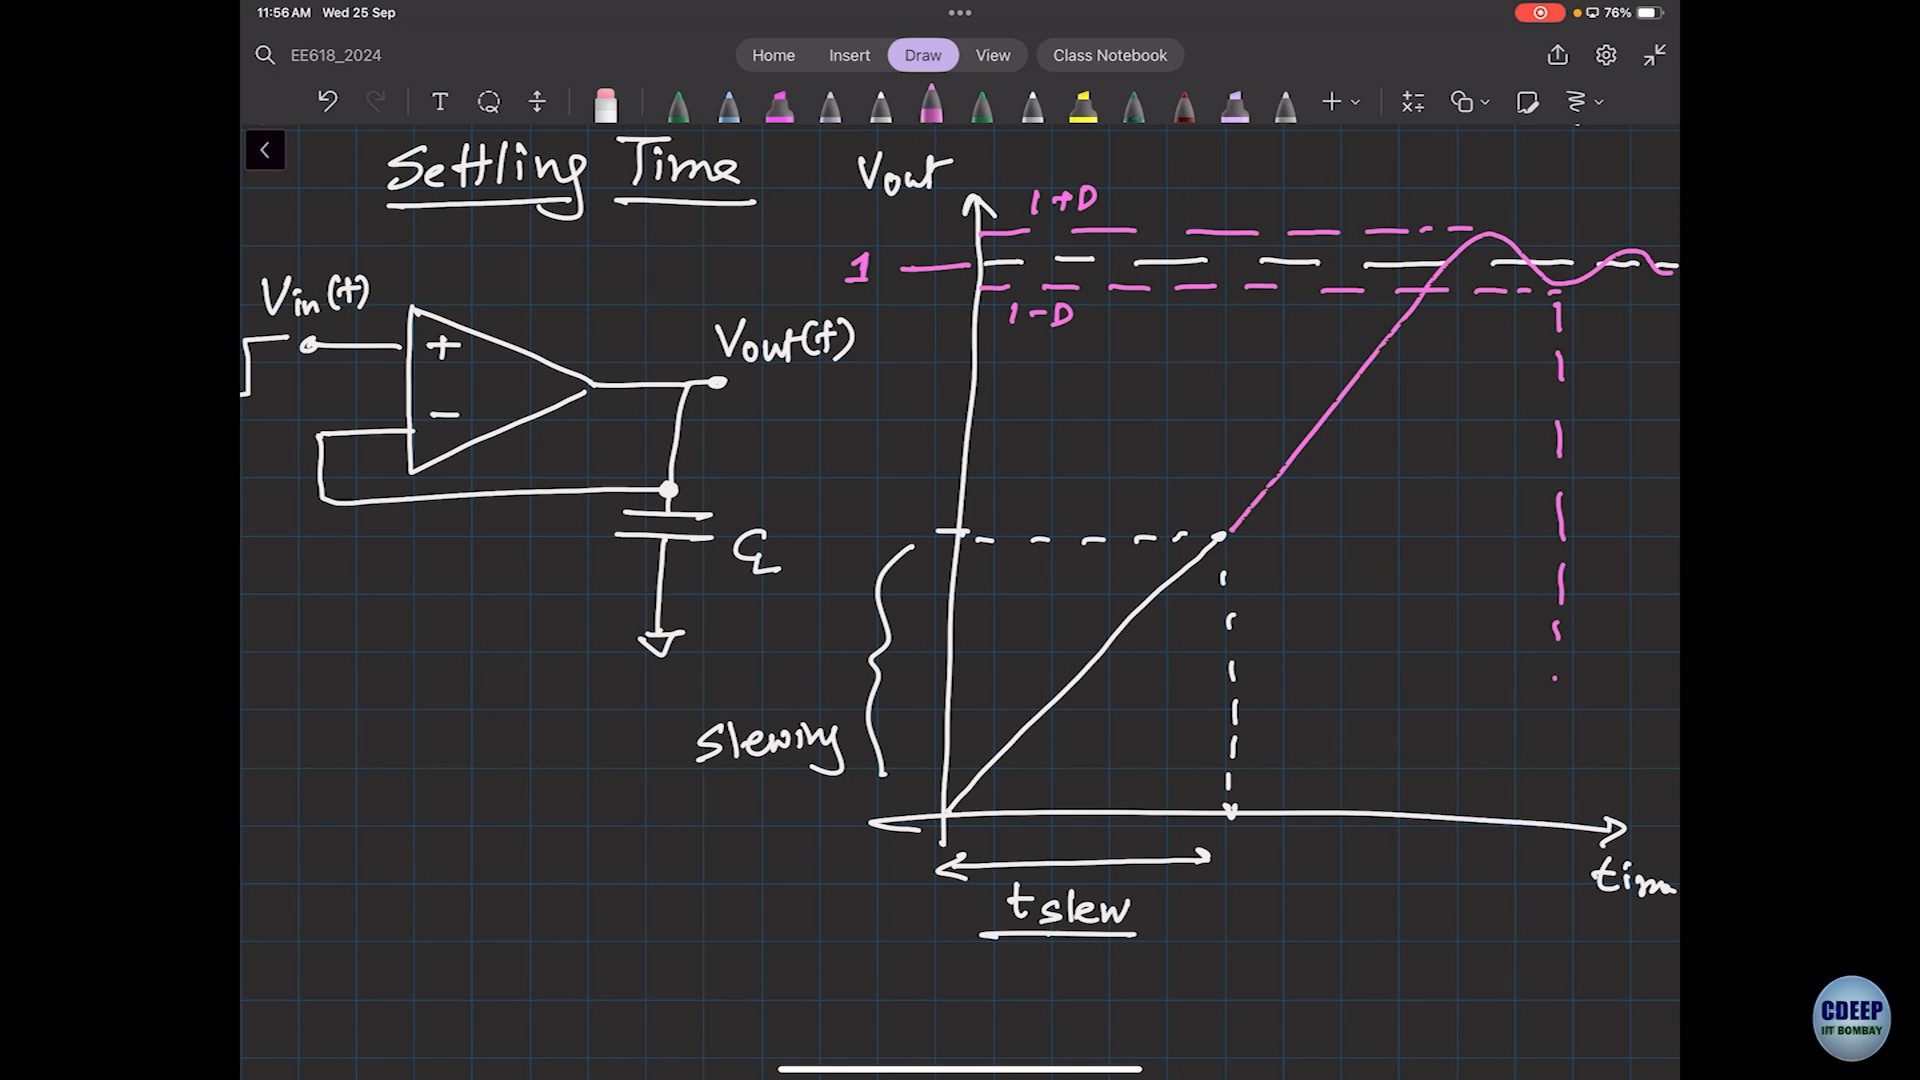 11:56 AM Wed 25 Sep
76%
EE618_2024
Home Insert Draw View Class Notebook
T
Settling Time
Vout
1+D
1
1-D
Vin(t)
+
Vout(t)
-
CL
slewing
time
tslew
CDEEP
IIT BOMBAY